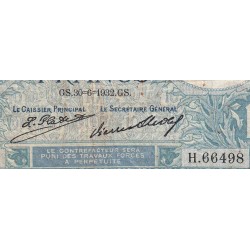 GS.30=6=1932.GS.
LE CAISSIER PRINCIPAL LE SECRÉTAIRE GÉNÉRAL
LE CONTREFACTEUR SERA
PUNI DES TRAVAUX FORCÉS
À PERPÉTUITÉ
H.66498